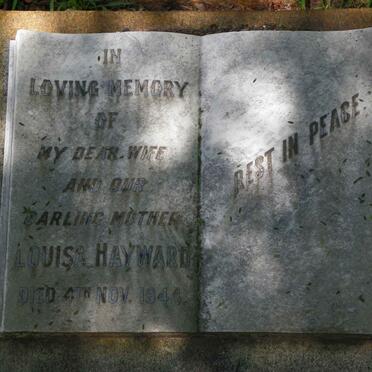 IN
LOVING MEMORY
OF
MY DEAR WIFE
AND OUR
DARLING MOTHER
LOUISA HAYWARD
DIED 4TH NOV. 1944.
REST IN PEACE.